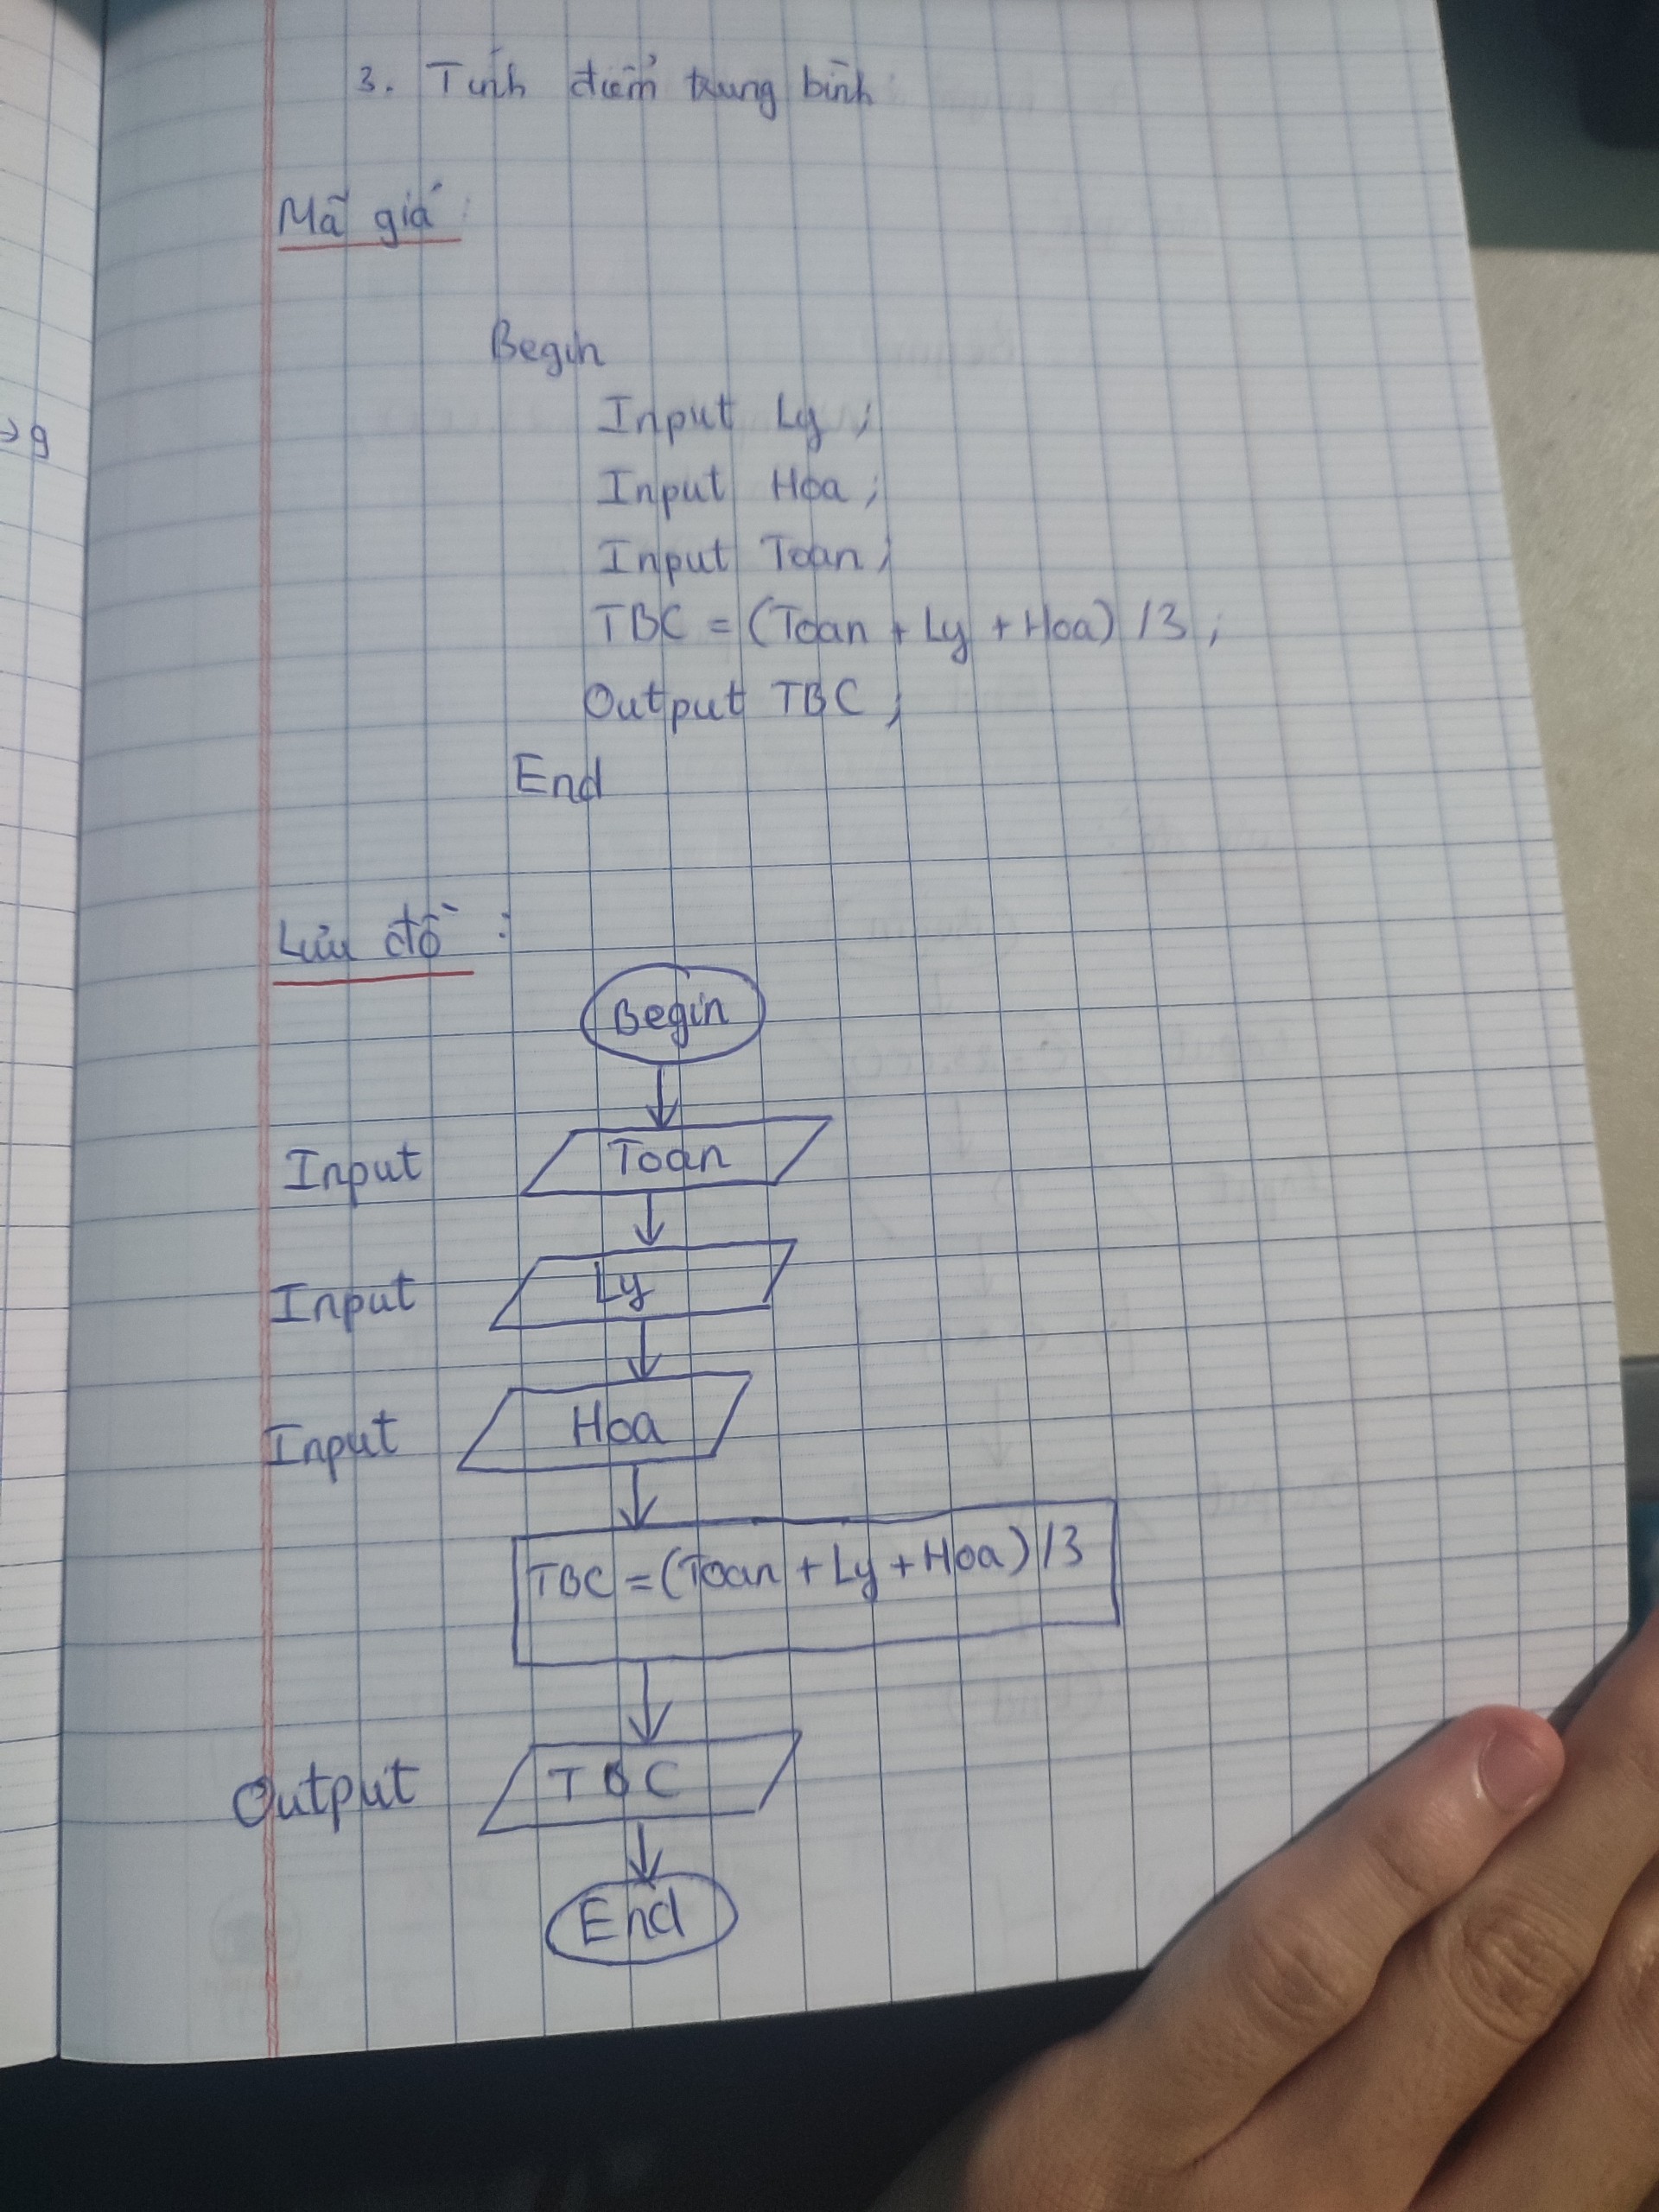 3. Tính điểm trung bình
Mã giả:
Begin
Input Ly;
Input Hoa;
Input Toan;
TBC = (Toan + Ly + Hoa) /3;
Output TBC;
End
→9
Lưu đồ:
Begin
Input Toan
Input Ly
Input Hoa
TBC = (Toan + Ly + Hoa) /3
Output TBC
End